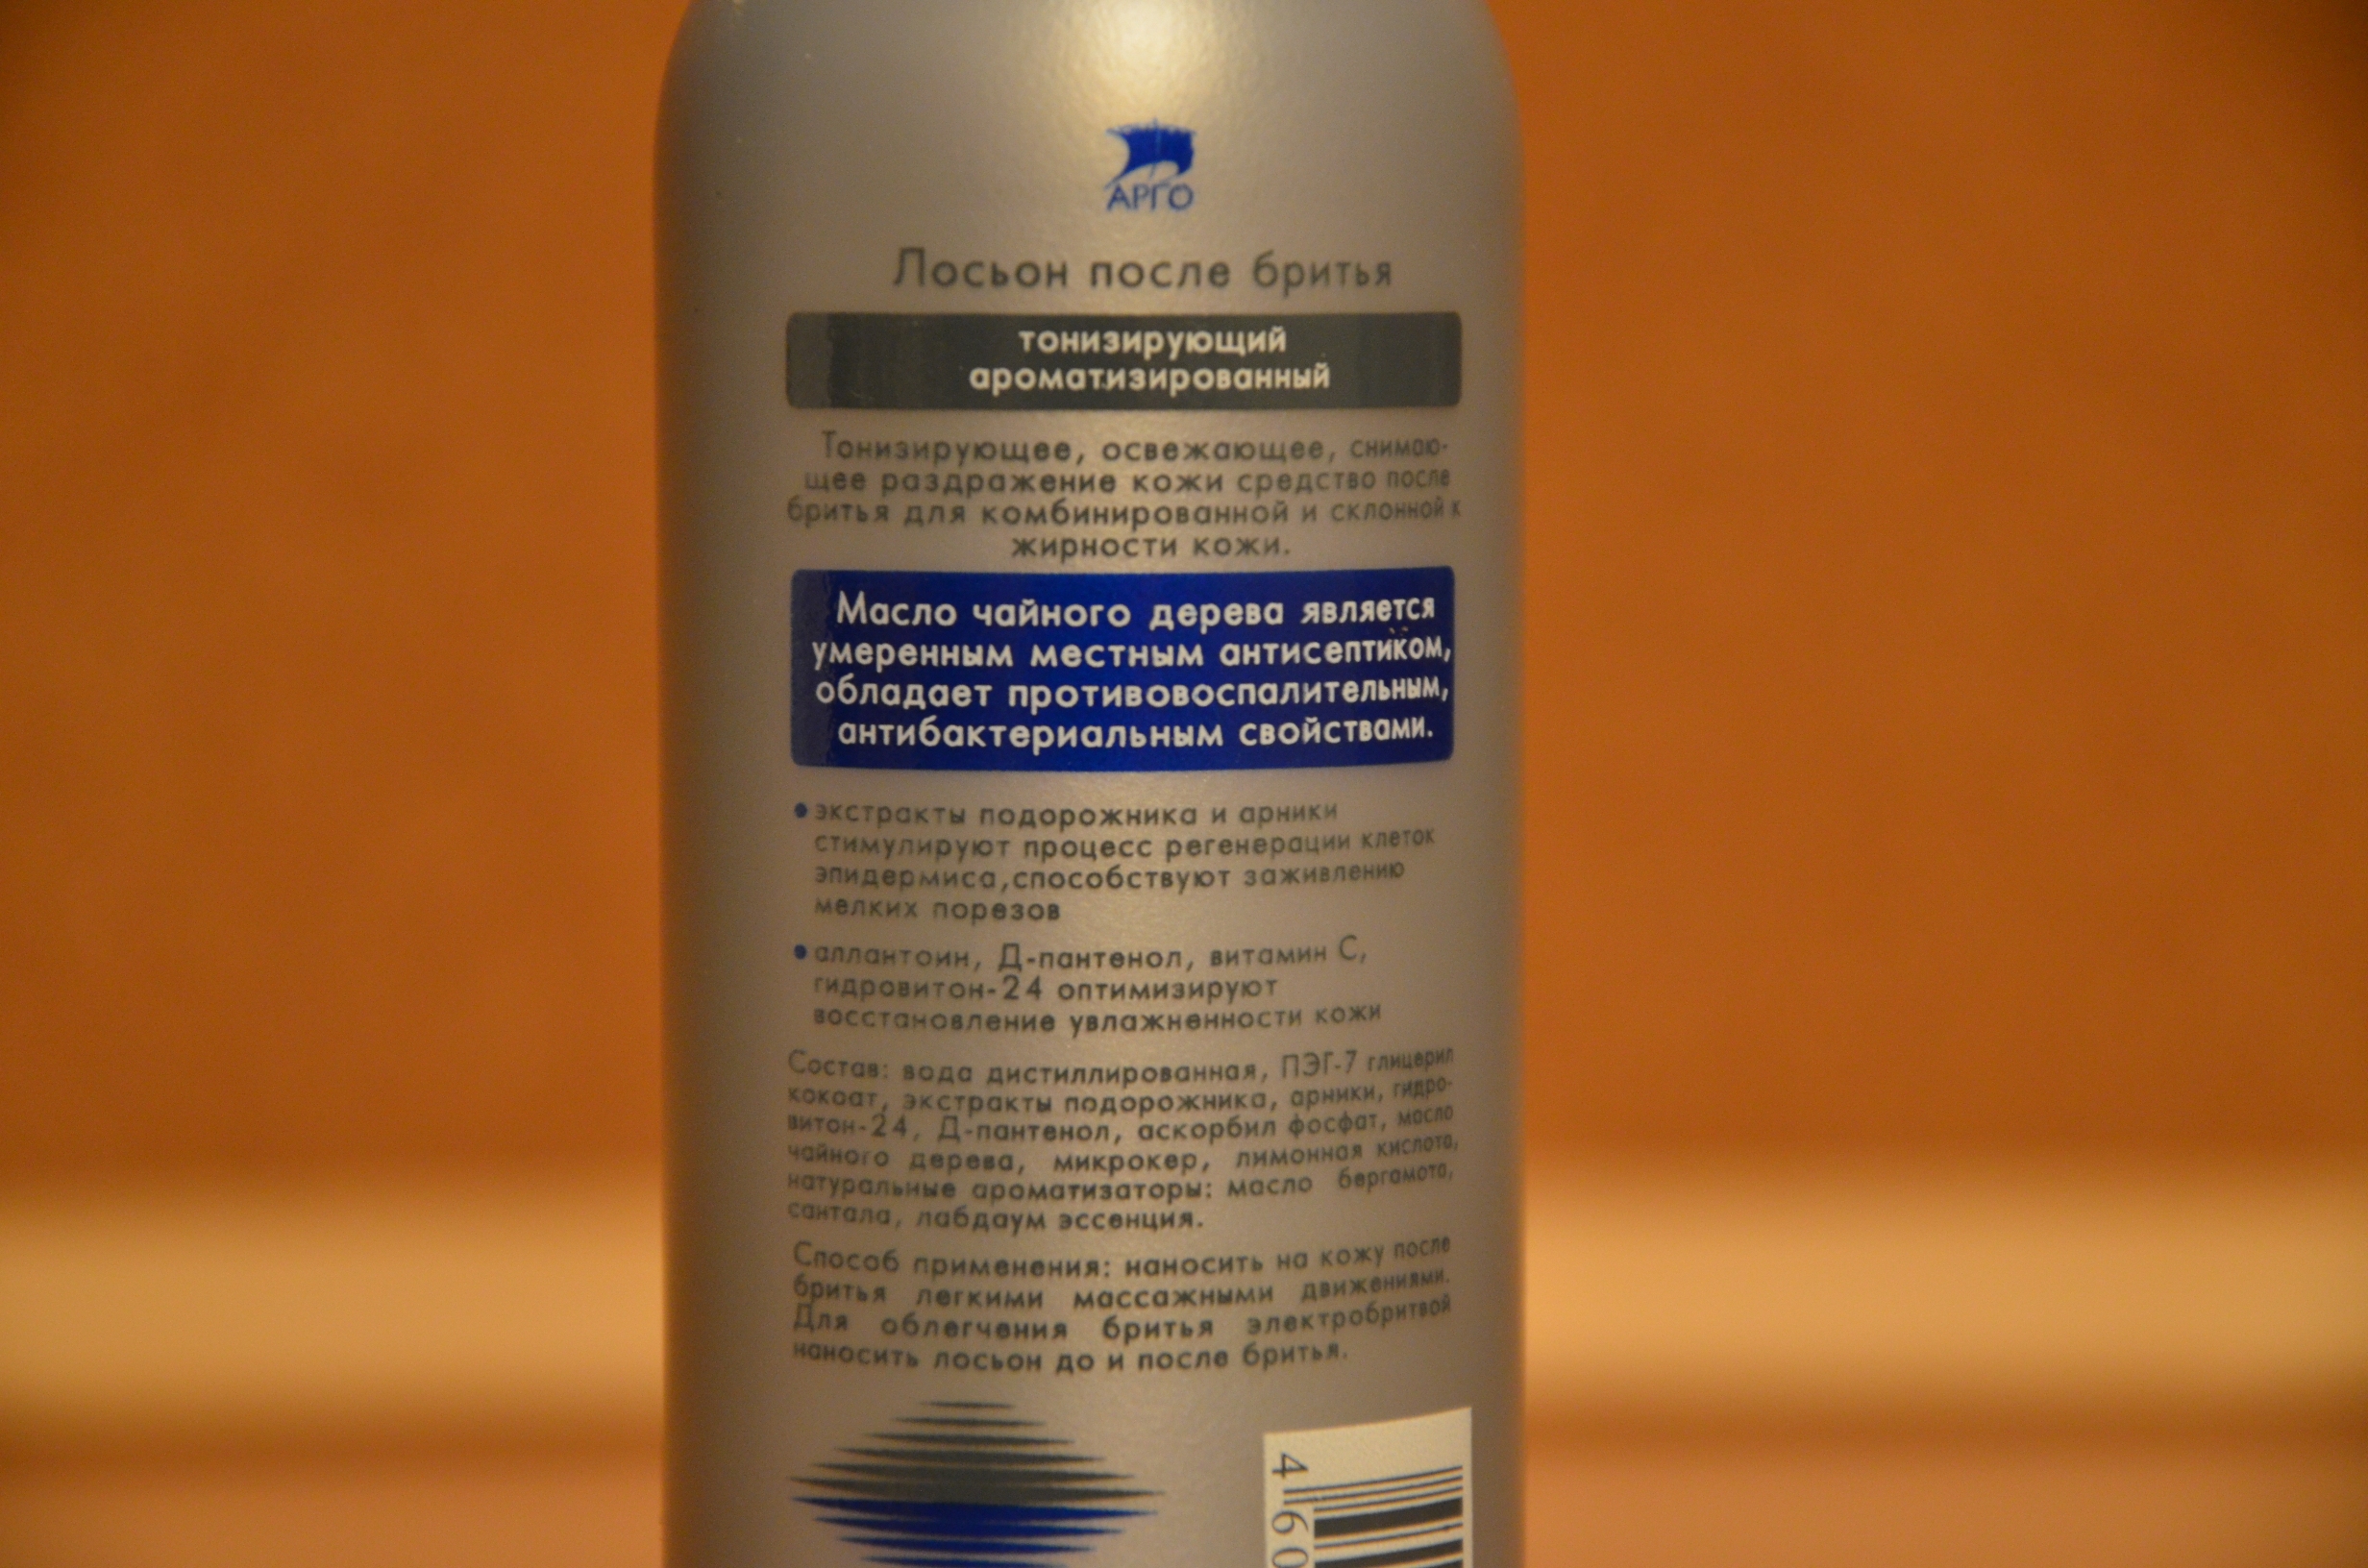 АРГО
Лосьон после бритья
тонизирующий
ароматизированный
Тонизирующее, освежающее, снимаю-
щее раздражение кожи средство после
бритья для комбинированной и склонной к
жирности кожи.
Масло чайного дерева является
умеренным местным антисептиком,
обладает противовоспалительным,
антибактериальным свойствами.
•экстракты подорожника и арники
стимулируют процесс регенерации клеток
эпидермиса,способствуют заживлению
мелких порезов
•аллантоин, Д-пантенол, витамин С,
гидровитон-24 оптимизируют
восстановление увлажненности кожи
Состав: вода дистиллированная, ПЭГ-7 глицерил
кокоат, экстракты подорожника, арники, гидро-
витон-24, Д-пантенол, аскорбил фосфат, масло
чайного дерева, микрокер, лимонная кислота,
натуральные ароматизаторы: масло бергамота,
сантала, лабдаум эссенция.
Способ применения: наносить на кожу после
бритья легкими массажными движениями.
Для облегчения бритья электробритвой
наносить лосьон до и после бритья.
4 60